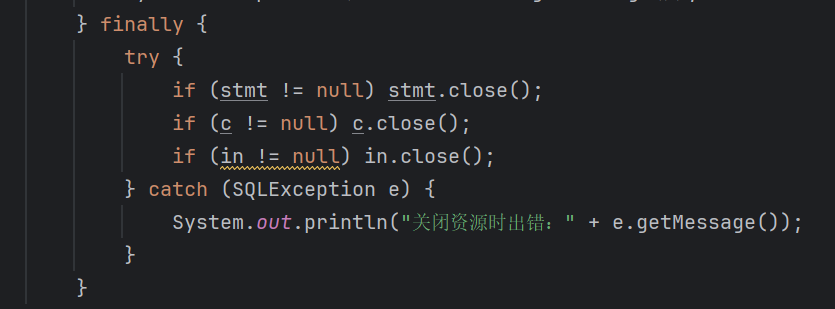 } finally {
try {
if (stmt != null) stmt.close();
if (c != null) c.close();
if (in != null) in.close();
} catch (SQLException e) {
System.out.println("关闭资源时出错：" + e.getMessage());
}
}